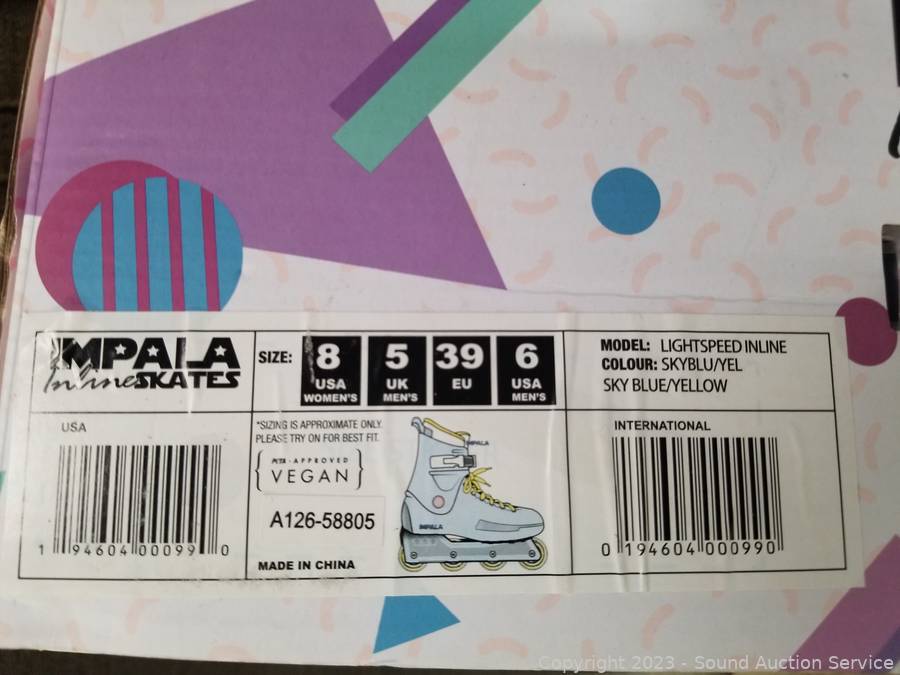 IMPALA
Inline SKATES
SIZE:
8
USA
WOMEN'S
5
UK
MEN'S
39
EU
6
USA
MEN'S
MODEL: LIGHTSPEED INLINE
COLOUR: SKYBLU/YEL
SKY BLUE/YELLOW
USA
1 94604 00099 0
*SIZING IS APPROXIMATE ONLY.
PLEASE TRY ON FOR BEST FIT.
PETA-APPROVED
VEGAN
A126-58805
MADE IN CHINA
IMPALA
IMPALA
INTERNATIONAL
0 194604 000990
Copyright 2023 - Sound Auction Service